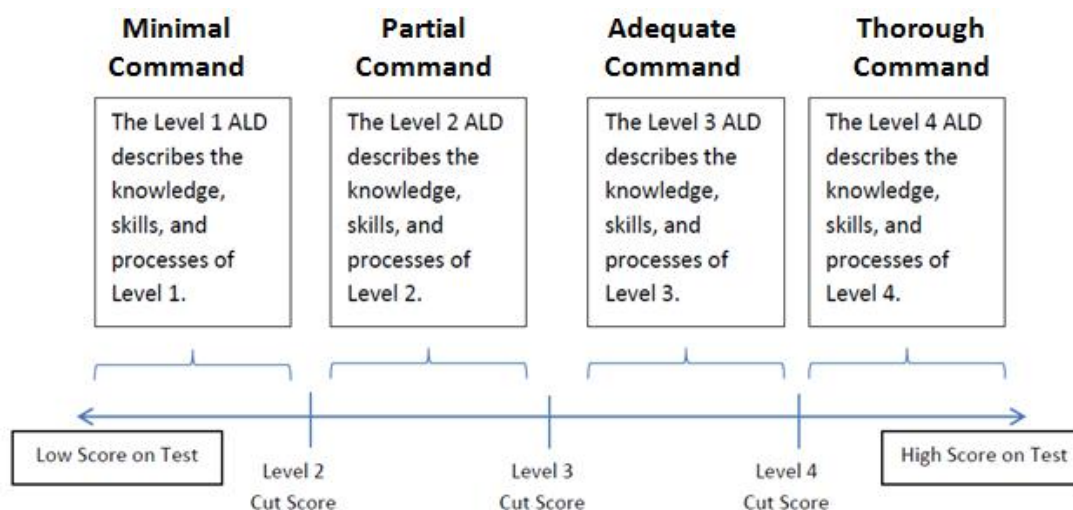 Minimal
Command
Partial
Command
Adequate
Command
Thorough
Command
The Level 1 ALD
describes the
knowledge,
skills, and
processes of
Level 1.
The Level 2 ALD
describes the
knowledge,
skills, and
processes of
Level 2.
The Level 3 ALD
describes the
knowledge,
skills, and
processes of
Level 3.
The Level 4 ALD
describes the
knowledge,
skills, and
processes of
Level 4.
Low Score on Test
Level 2
Cut Score
Level 3
Cut Score
Level 4
Cut Score
High Score on Test